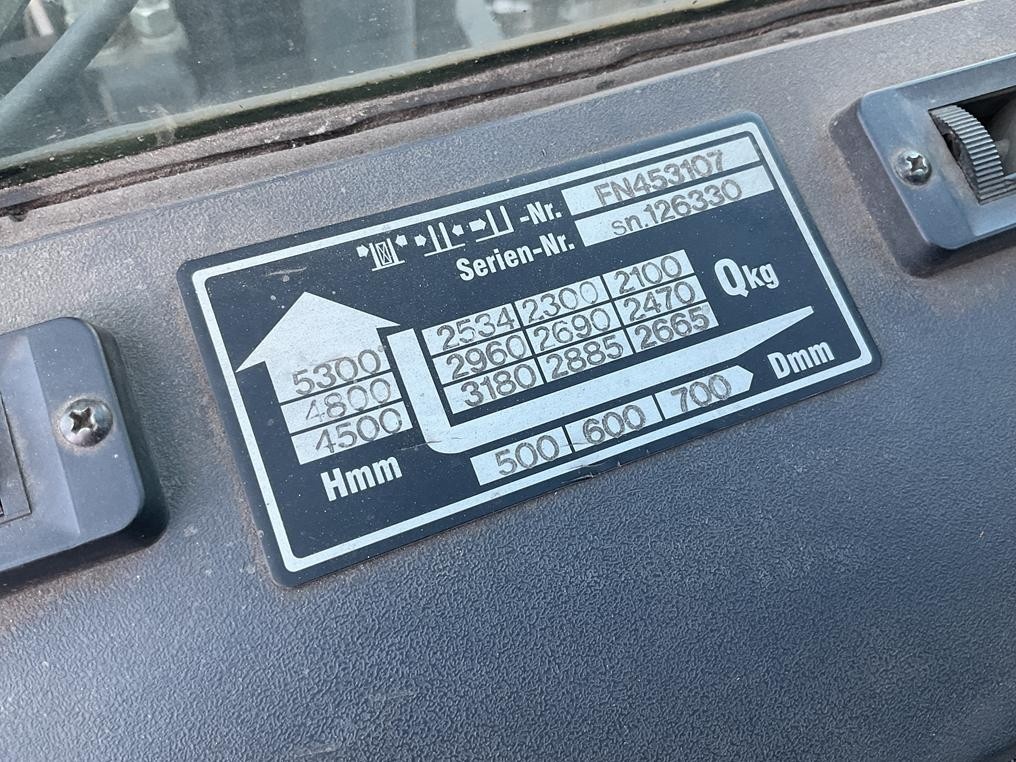 -Nr. FN453107
Serien-Nr. sn.126330
5300 2534 2300 2100 Qkg
4800 2960 2690 2470
4500 3180 2885 2665
Hmm 500 600 700 Dmm